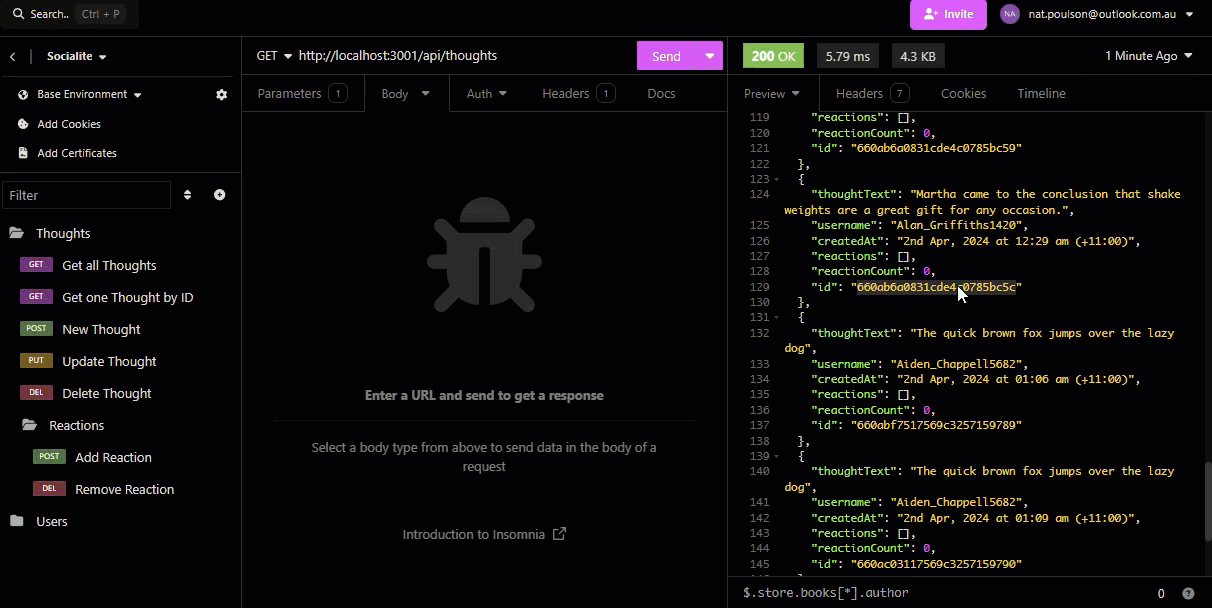 Search.. Ctrl + P
Invite
NA nat.poulson@outlook.com.au
Socialite
Base Environment
Add Cookies
Add Certificates
Filter
Thoughts
GET Get all Thoughts
GET Get one Thought by ID
POST New Thought
PUT Update Thought
DEL Delete Thought
Reactions
POST Add Reaction
DEL Remove Reaction
Users
GET http://localhost:3001/api/thoughts
Send
Parameters 1 Body Auth Headers 1 Docs
Enter a URL and send to get a response
Select a body type from above to send data in the body of a
request
Introduction to Insomnia
200 OK 5.79 ms 4.3 KB 1 Minute Ago
Preview Headers 7 Cookies Timeline
119 "reactions": [],
120 "reactionCount": 0,
121 "id": "660ab6a0831cde4c0785bc59"
122 },
123 {
124 "thoughtText": "Martha came to the conclusion that shake
weights are a great gift for any occasion.",
125 "username": "Alan_Griffiths1420",
126 "createdAt": "2nd Apr, 2024 at 12:29 am (+11:00)",
127 "reactions": [],
128 "reactionCount": 0,
129 "id": "660ab6a0831cde4c0785bc5c"
130 },
131 {
132 "thoughtText": "The quick brown fox jumps over the lazy
dog",
133 "username": "Aiden_Chappell5682",
134 "createdAt": "2nd Apr, 2024 at 01:06 am (+11:00)",
135 "reactions": [],
136 "reactionCount": 0,
137 "id": "660abf7517569c3257159789"
138 },
139 {
140 "thoughtText": "The quick brown fox jumps over the lazy
dog",
141 "username": "Aiden_Chappell5682",
142 "createdAt": "2nd Apr, 2024 at 01:09 am (+11:00)",
143 "reactions": [],
144 "reactionCount": 0,
145 "id": "660ac03117569c3257159790"
$.store.books[*].author 0 ?